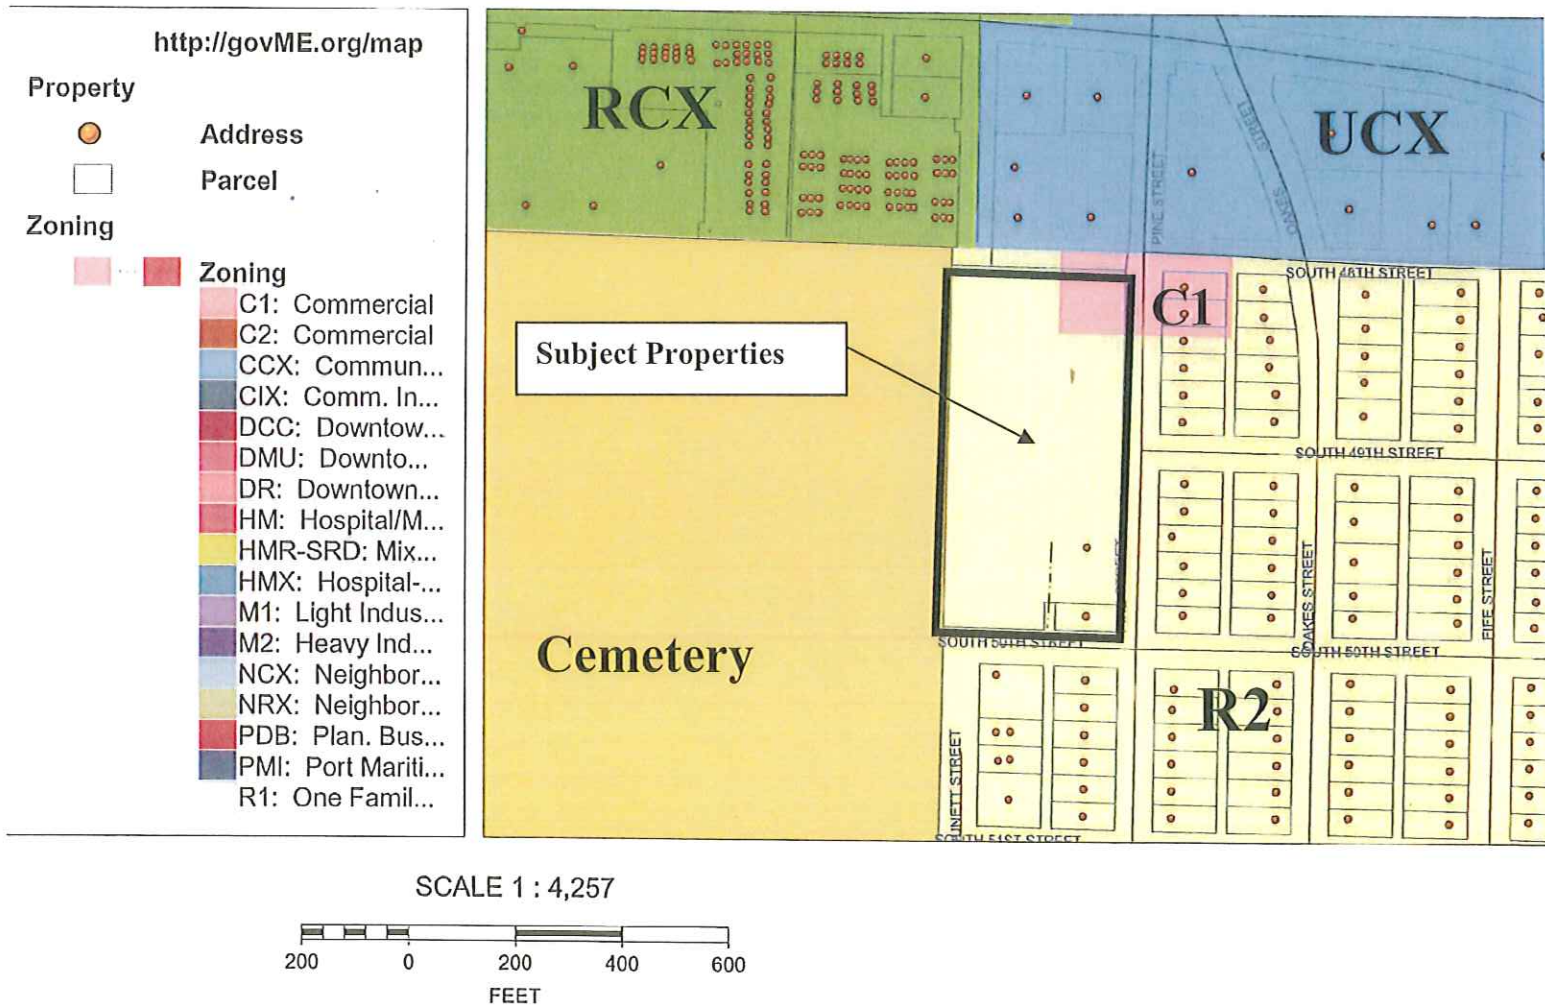 http://govME.org/map
Property
Address
Parcel
Zoning
Zoning
C1: Commercial
C2: Commercial
CCX: Commun...
CIX: Comm. In...
DCC: Downtow...
DMU: Downto...
DR: Downtown...
HM: Hospital/M...
HMR-SRD: Mix...
HMX: Hospital-...
M1: Light Indus...
M2: Heavy Ind...
NCX: Neighbor...
NRX: Neighbor...
PDB: Plan. Bus...
PMI: Port Mariti...
R1: One Famil...
RCX
UCX
PINE STREET
OAKES STREET
SOUTH 48TH STREET
C1
Subject Properties
SOUTH 49TH STREET
OAKES STREET
FIFE STREET
SOUTH 50TH STREET
SOUTH 50TH STREET
Cemetery
R2
STREET
SOUTH 51ST STREET
SCALE 1 : 4,257
200 0 200 400 600
FEET